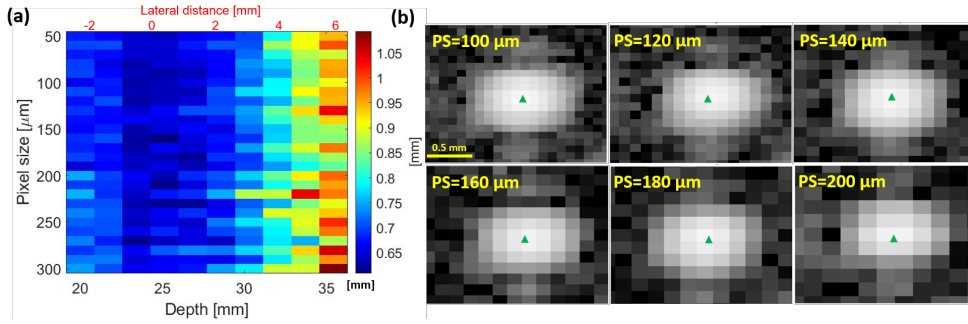 (a)
Lateral distance [mm]
-2 0 2 4 6
50
100
150
200
250
300
Pixel size [μm]
20 25 30 35
Depth [mm]
1.05
1
0.95
0.9
0.85
0.8
0.75
0.7
0.65
[mm]
[mm]
(b)
PS=100 µm
PS=120 µm
PS=140 µm
0.5 mm
PS=160 µm
PS=180 µm
PS=200 µm